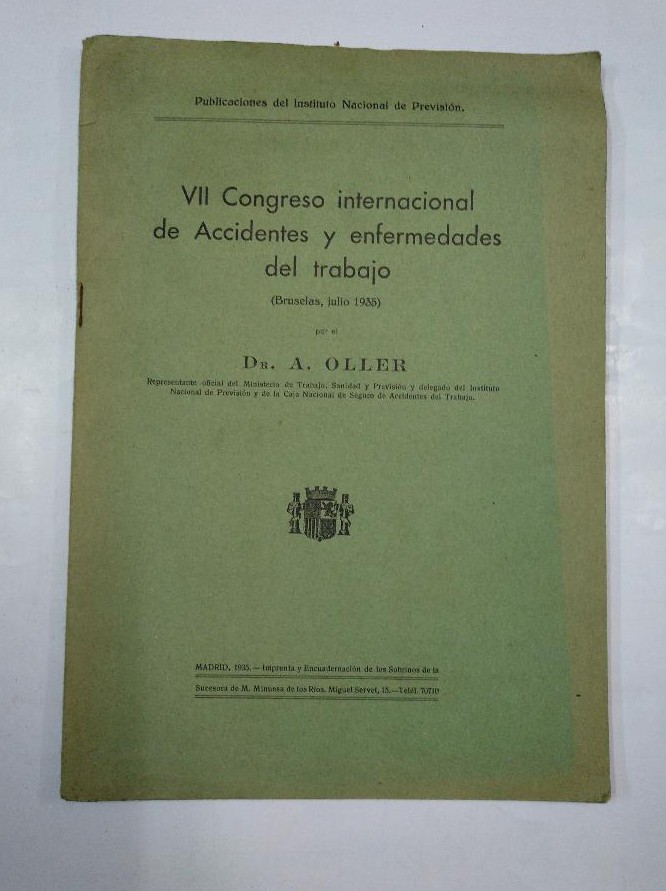 Publicaciones del Instituto Nacional de Previsión.
VII Congreso internacional
de Accidentes y enfermedades
del trabajo
(Bruselas, julio 1935)
por el
DR. A. OLLER
Representante oficial del Ministerio de Trabajo, Sanidad y Previsión y delegado del Instituto
Nacional de Previsión y de la Caja Nacional de Seguro de Accidentes del Trabajo.
MADRID, 1935.—Imprenta y Encuadernación de los Sobrinos de la
Sucesora de M. Minuesa de los Ríos. Miguel Servet, 15.—Teléf. 70710